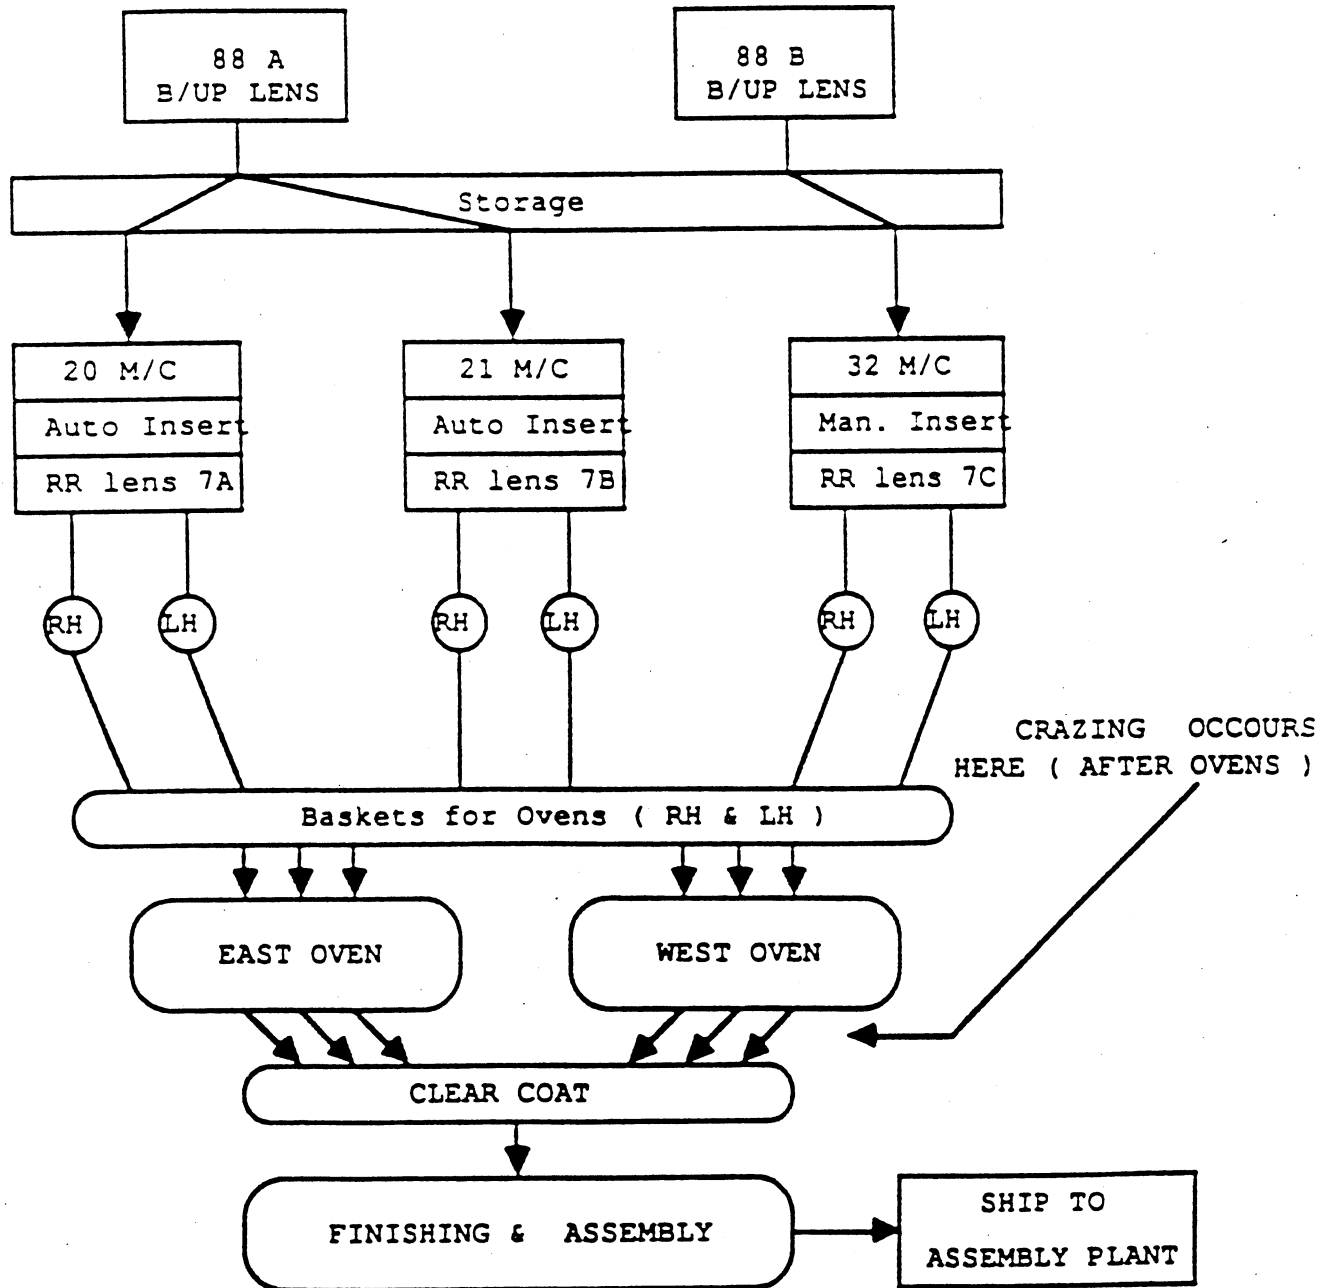 88 A
B/UP LENS
88 B
B/UP LENS
Storage
20 M/C
Auto Insert
RR lens 7A
21 M/C
Auto Insert
RR lens 7B
32 M/C
Man. Insert
RR lens 7C
RH
LH
RH
LH
RH
LH
CRAZING OCCOURS
HERE ( AFTER OVENS )
Baskets for Ovens ( RH & LH )
EAST OVEN
WEST OVEN
CLEAR COAT
FINISHING & ASSEMBLY
SHIP TO
ASSEMBLY PLANT